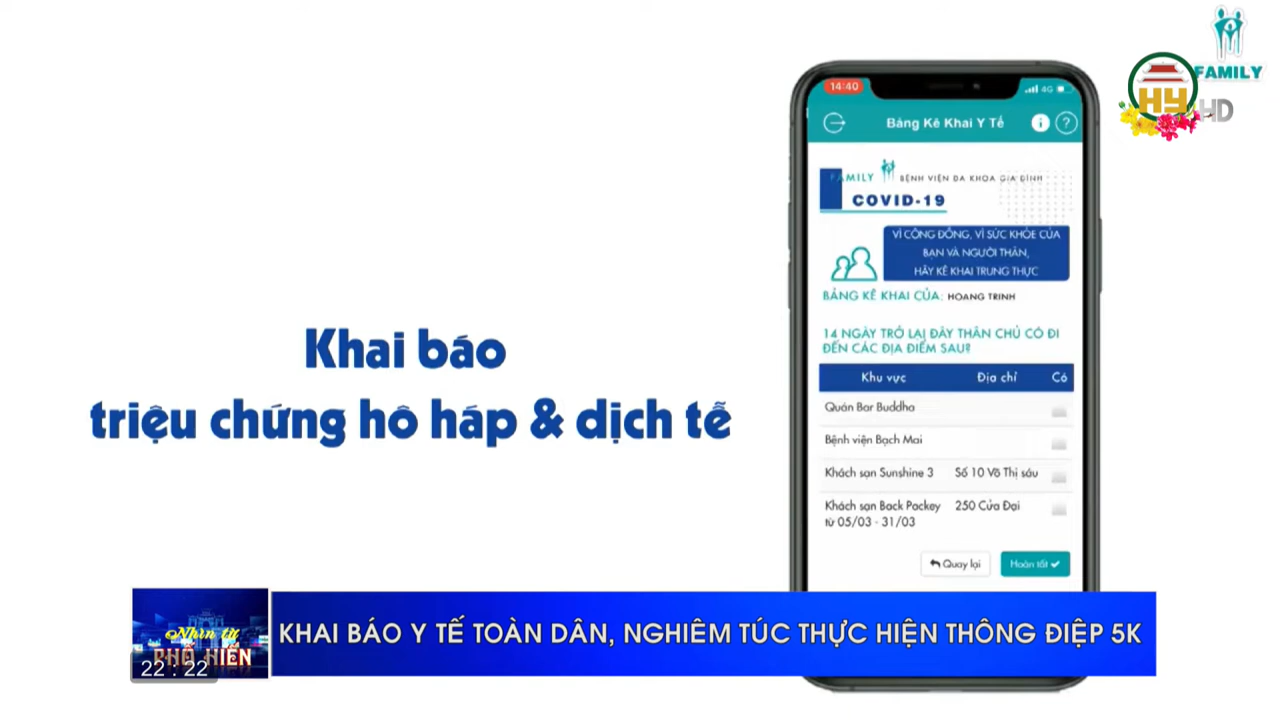 FAMILY
HY HD
14:40
4G
Bảng Kê Khai Y Tế
FAMILY BỆNH VIỆN ĐA KHOA GIA ĐÌNH
COVID-19
VÌ CỘNG ĐỒNG, VÌ SỨC KHỎE CỦA
BẠN VÀ NGƯỜI THÂN,
HÃY KÊ KHAI TRUNG THỰC
BẢNG KÊ KHAI CỦA: HOANG TRINH
14 NGÀY TRỞ LẠI ĐÂY THÂN CHỦ CÓ ĐI
ĐẾN CÁC ĐỊA ĐIỂM SAU?
Khu vực Địa chỉ Có
Quán Bar Buddha
Bệnh viện Bạch Mai
Khách sạn Sunshine 3 Số 10 Võ Thị sáu
Khách sạn Back Packey 250 Cửa Đại
từ 05/03 - 31/03
Quay lại Hoàn tất
Khai báo
triệu chứng hô hấp & dịch tễ
Nhìn từ
PHỐ HIẾN
22 : 22
KHAI BÁO Y TẾ TOÀN DÂN, NGHIÊM TÚC THỰC HIỆN THÔNG ĐIỆP 5K